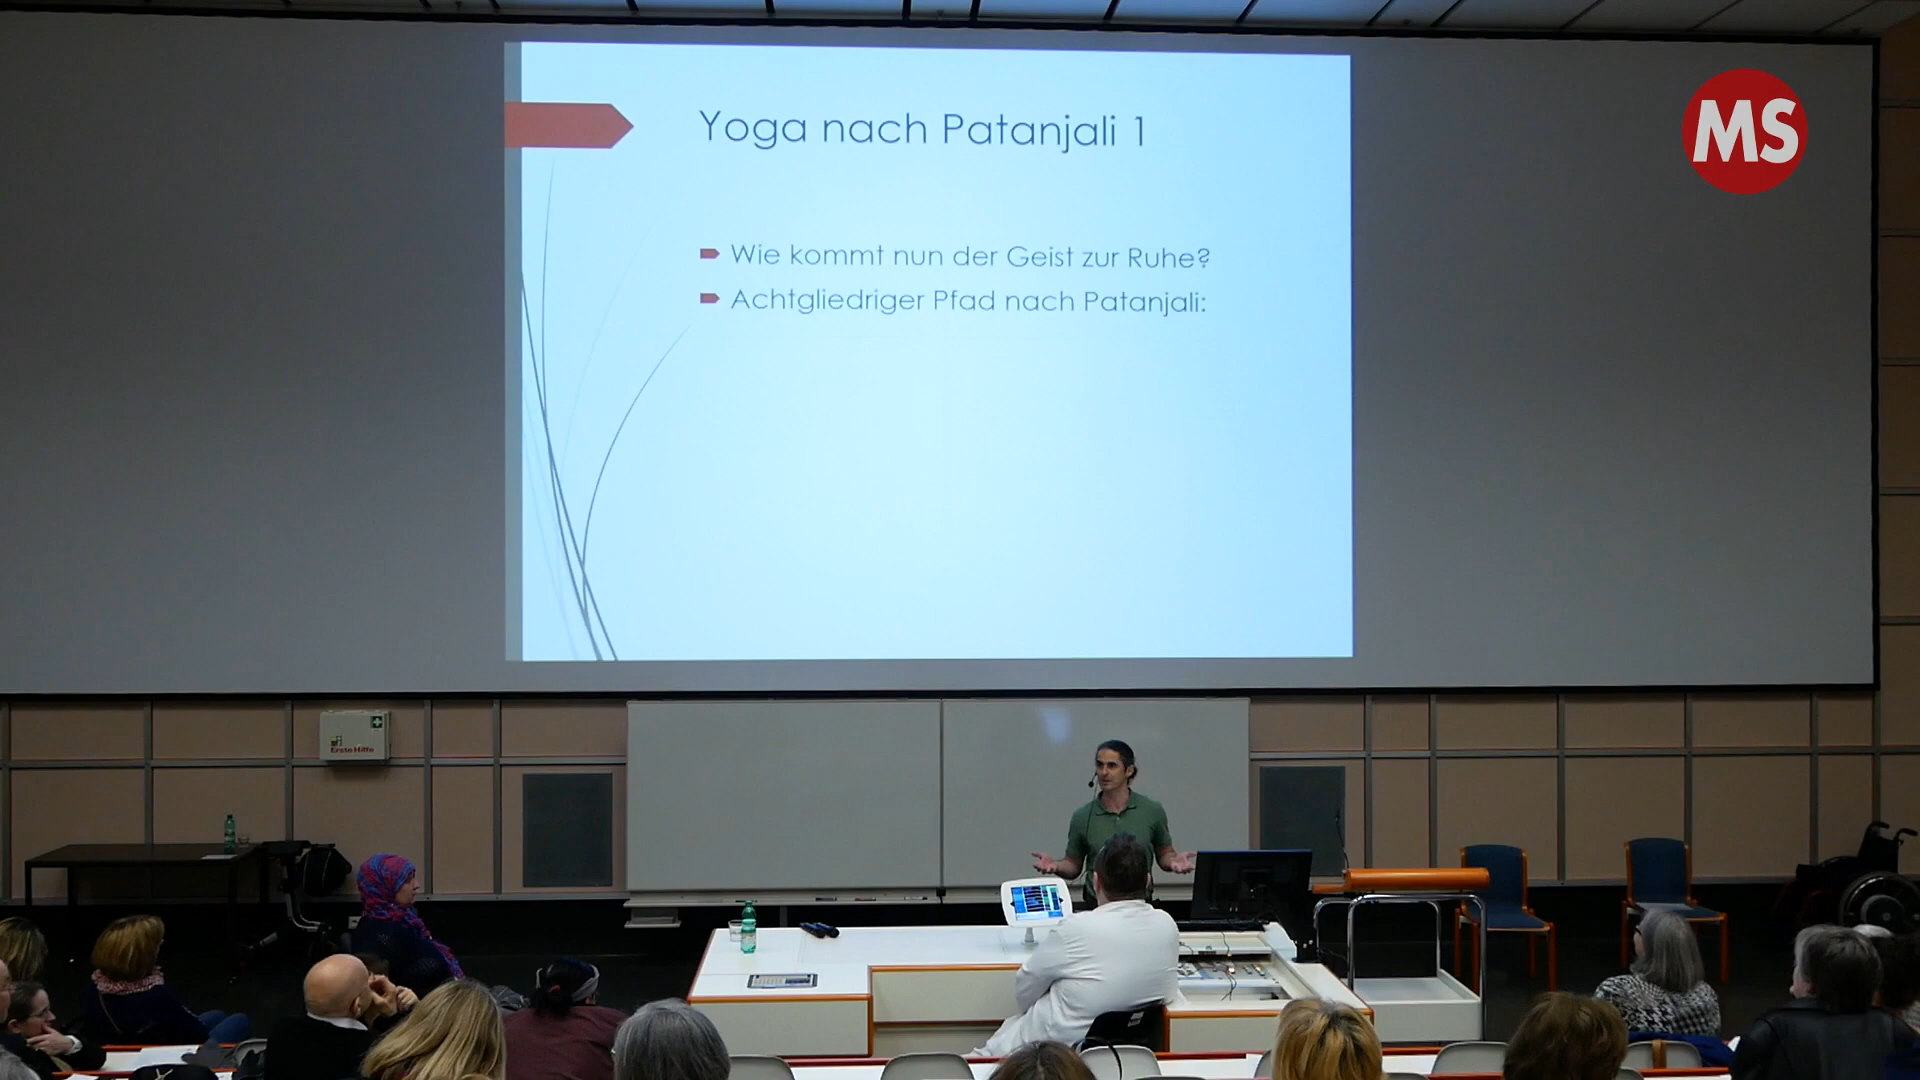 Yoga nach Patanjali 1
MS
Wie kommt nun der Geist zur Ruhe?
Achtgliedriger Pfad nach Patanjali:
Erste-Hilfe